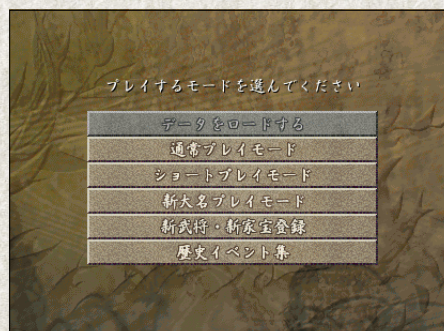 プレイするモードを選んでください
データをロードする
通常プレイモード
ショートプレイモード
新大名プレイモード
新武将・新家宝登録
歴史イベント集